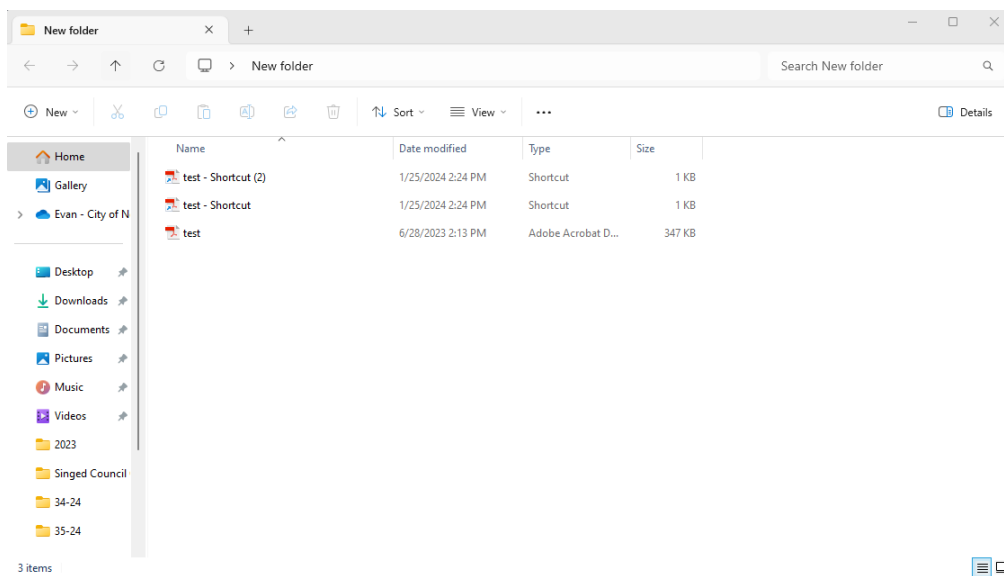 New folder
New folder
Search New folder
New
Sort
View
Details
Name Date modified Type Size
Home
Gallery
Evan - City of N
Desktop
Downloads
Documents
Pictures
Music
Videos
2023
Singed Council
34-24
35-24
test - Shortcut (2) 1/25/2024 2:24 PM Shortcut 1 KB
test - Shortcut 1/25/2024 2:24 PM Shortcut 1 KB
test 6/28/2023 2:13 PM Adobe Acrobat D... 347 KB
3 items